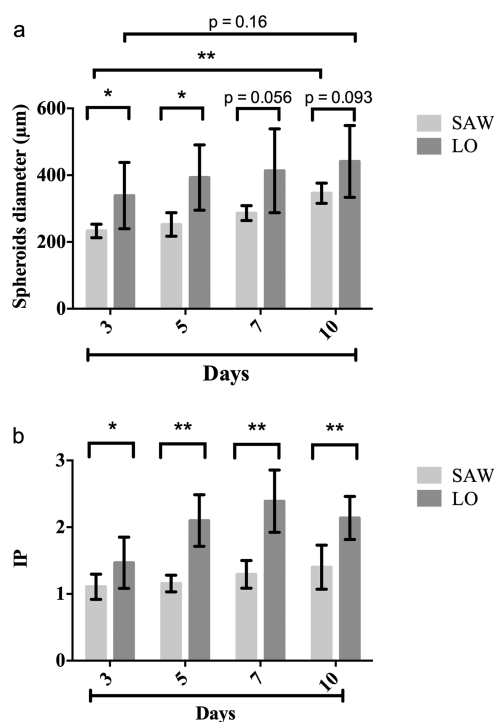 a
p = 0.16
**
* * p = 0.056 p = 0.093
SAW
LO
Spheroids diameter (μm)
600
400
200
0
3 5 7 10
Days
b
* ** ** **
SAW
LO
IP
3
2
1
0
3 5 7 10
Days